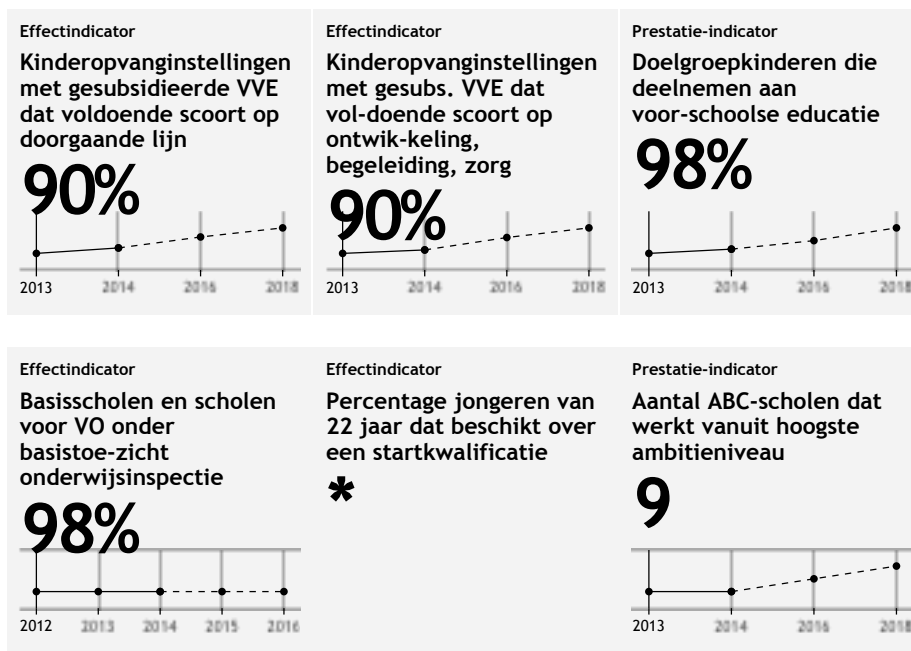 Effectindicator
Kinderopvanginstellingen
met gesubsidieerde VVE
dat voldoende scoort op
doorgaande lijn
90%
2013 2014 2016 2018
Effectindicator
Kinderopvanginstellingen
met gesubs. VVE dat
vol-doende scoort op
ontwik-keling,
begeleiding, zorg
90%
2013 2014 2016 2018
Prestatie-indicator
Doelgroepkinderen die
deelnemen aan
voor-schoolse educatie
98%
2013 2014 2016 2018
Effectindicator
Basisscholen en scholen
voor VO onder
basistoe-zicht
onderwijsinspectie
98%
2012 2013 2014 2015 2016
Effectindicator
Percentage jongeren van
22 jaar dat beschikt over
een startkwalificatie
*
Prestatie-indicator
Aantal ABC-scholen dat
werkt vanuit hoogste
ambitieniveau
9
2013 2014 2016 2018